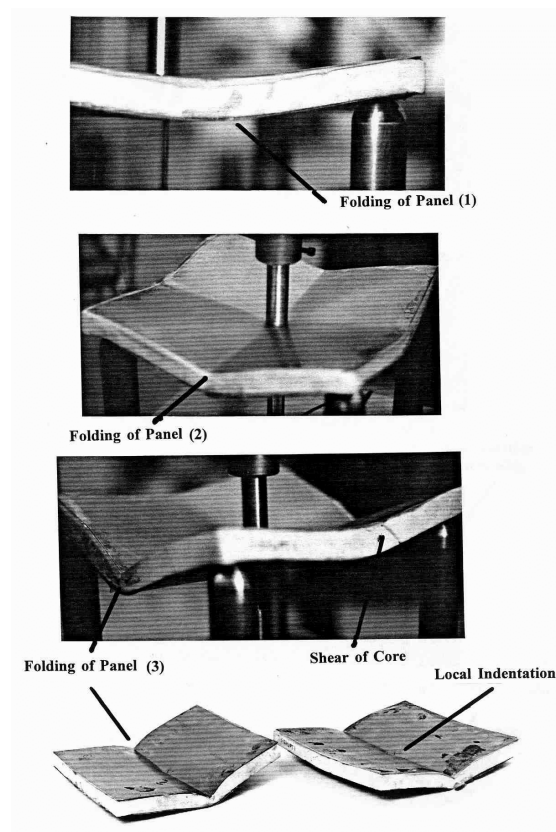 Folding of Panel (1)
Folding of Panel (2)
Folding of Panel (3)
Shear of Core
Local Indentation